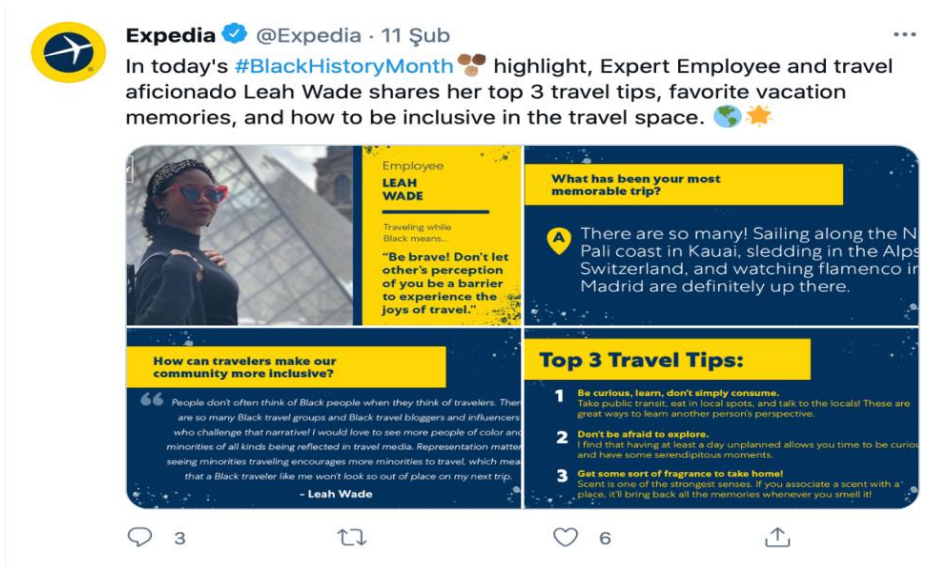 Expedia @Expedia · 11 Şub
In today's #BlackHistoryMonth highlight, Expert Employee and travel
aficionado Leah Wade shares her top 3 travel tips, favorite vacation
memories, and how to be inclusive in the travel space.
Employee
LEAH
WADE
Traveling while
Black means...
"Be brave! Don't let
other's perception
of you be a barrier
to experience the
joys of travel."
What has been your most
memorable trip?
A There are so many! Sailing along the N
Pali coast in Kauai, sledding in the Alps
Switzerland, and watching flamenco in
Madrid are definitely up there.
How can travelers make our
community more inclusive?
People don't often think of Black people when they think of travelers. Ther
are so many Black travel groups and Black travel bloggers and influencers
who challenge that narrative! I would love to see more people of color and
minorities of all kinds being reflected in travel media. Representation matter
seeing minorities traveling encourages more minorities to travel, which mea
that a Black traveler like me won't look so out of place on my next trip.
- Leah Wade
Top 3 Travel Tips:
1 Be curious, learn, don't simply consume.
Take public transit, eat in local spots, and talk to the locals! These are
great ways to learn another person's perspective.
2 Don't be afraid to explore.
I find that having at least a day unplanned allows you time to be curiou
and have some serendipitous moments.
3 Get some sort of fragrance to take home!
Scent is one of the strongest senses. If you associate a scent with a
place, it'll bring back all the memories whenever you smell it!
3
6